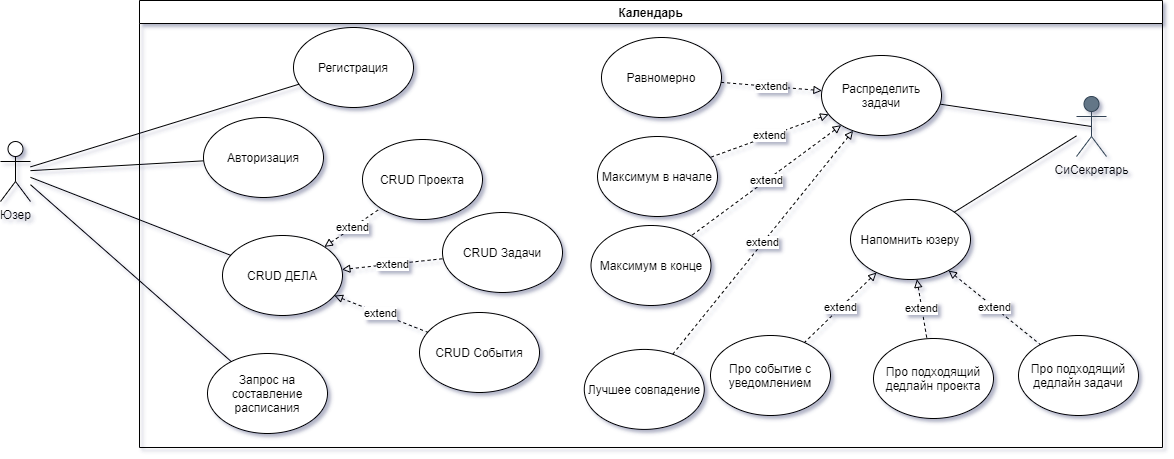 Календарь
Юзер
Регистрация
Авторизация
CRUD ДЕЛА
CRUD Проекта
extend
CRUD Задачи
extend
CRUD События
extend
Запрос на
составление
расписания
Равномерно
extend
Распределить
задачи
Максимум в начале
extend
Максимум в конце
extend
Лучшее совпадение
extend
СиСекретарь
Напомнить юзеру
extend
extend
extend
Про событие с
уведомлением
Про подходящий
дедлайн проекта
Про подходящий
дедлайн задачи